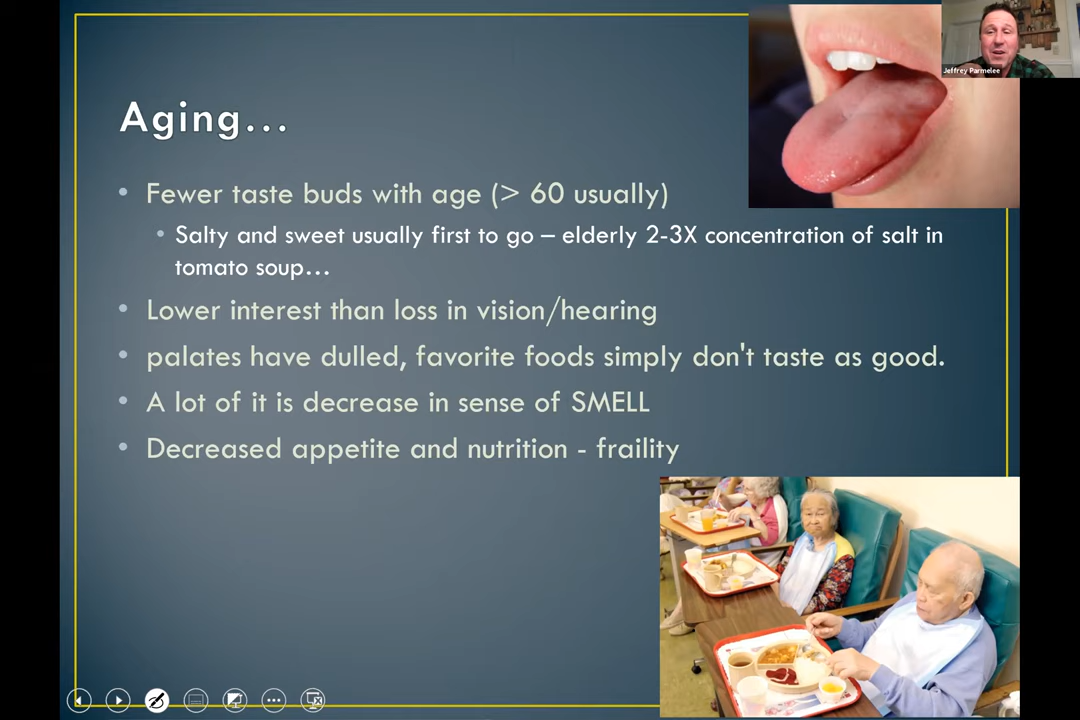 Jeffrey Parmelee
Aging...
• Fewer taste buds with age (> 60 usually)
• Salty and sweet usually first to go – elderly 2-3X concentration of salt in
tomato soup...
• Lower interest than loss in vision/hearing
• palates have dulled, favorite foods simply don't taste as good.
• A lot of it is decrease in sense of SMELL
• Decreased appetite and nutrition - fraility